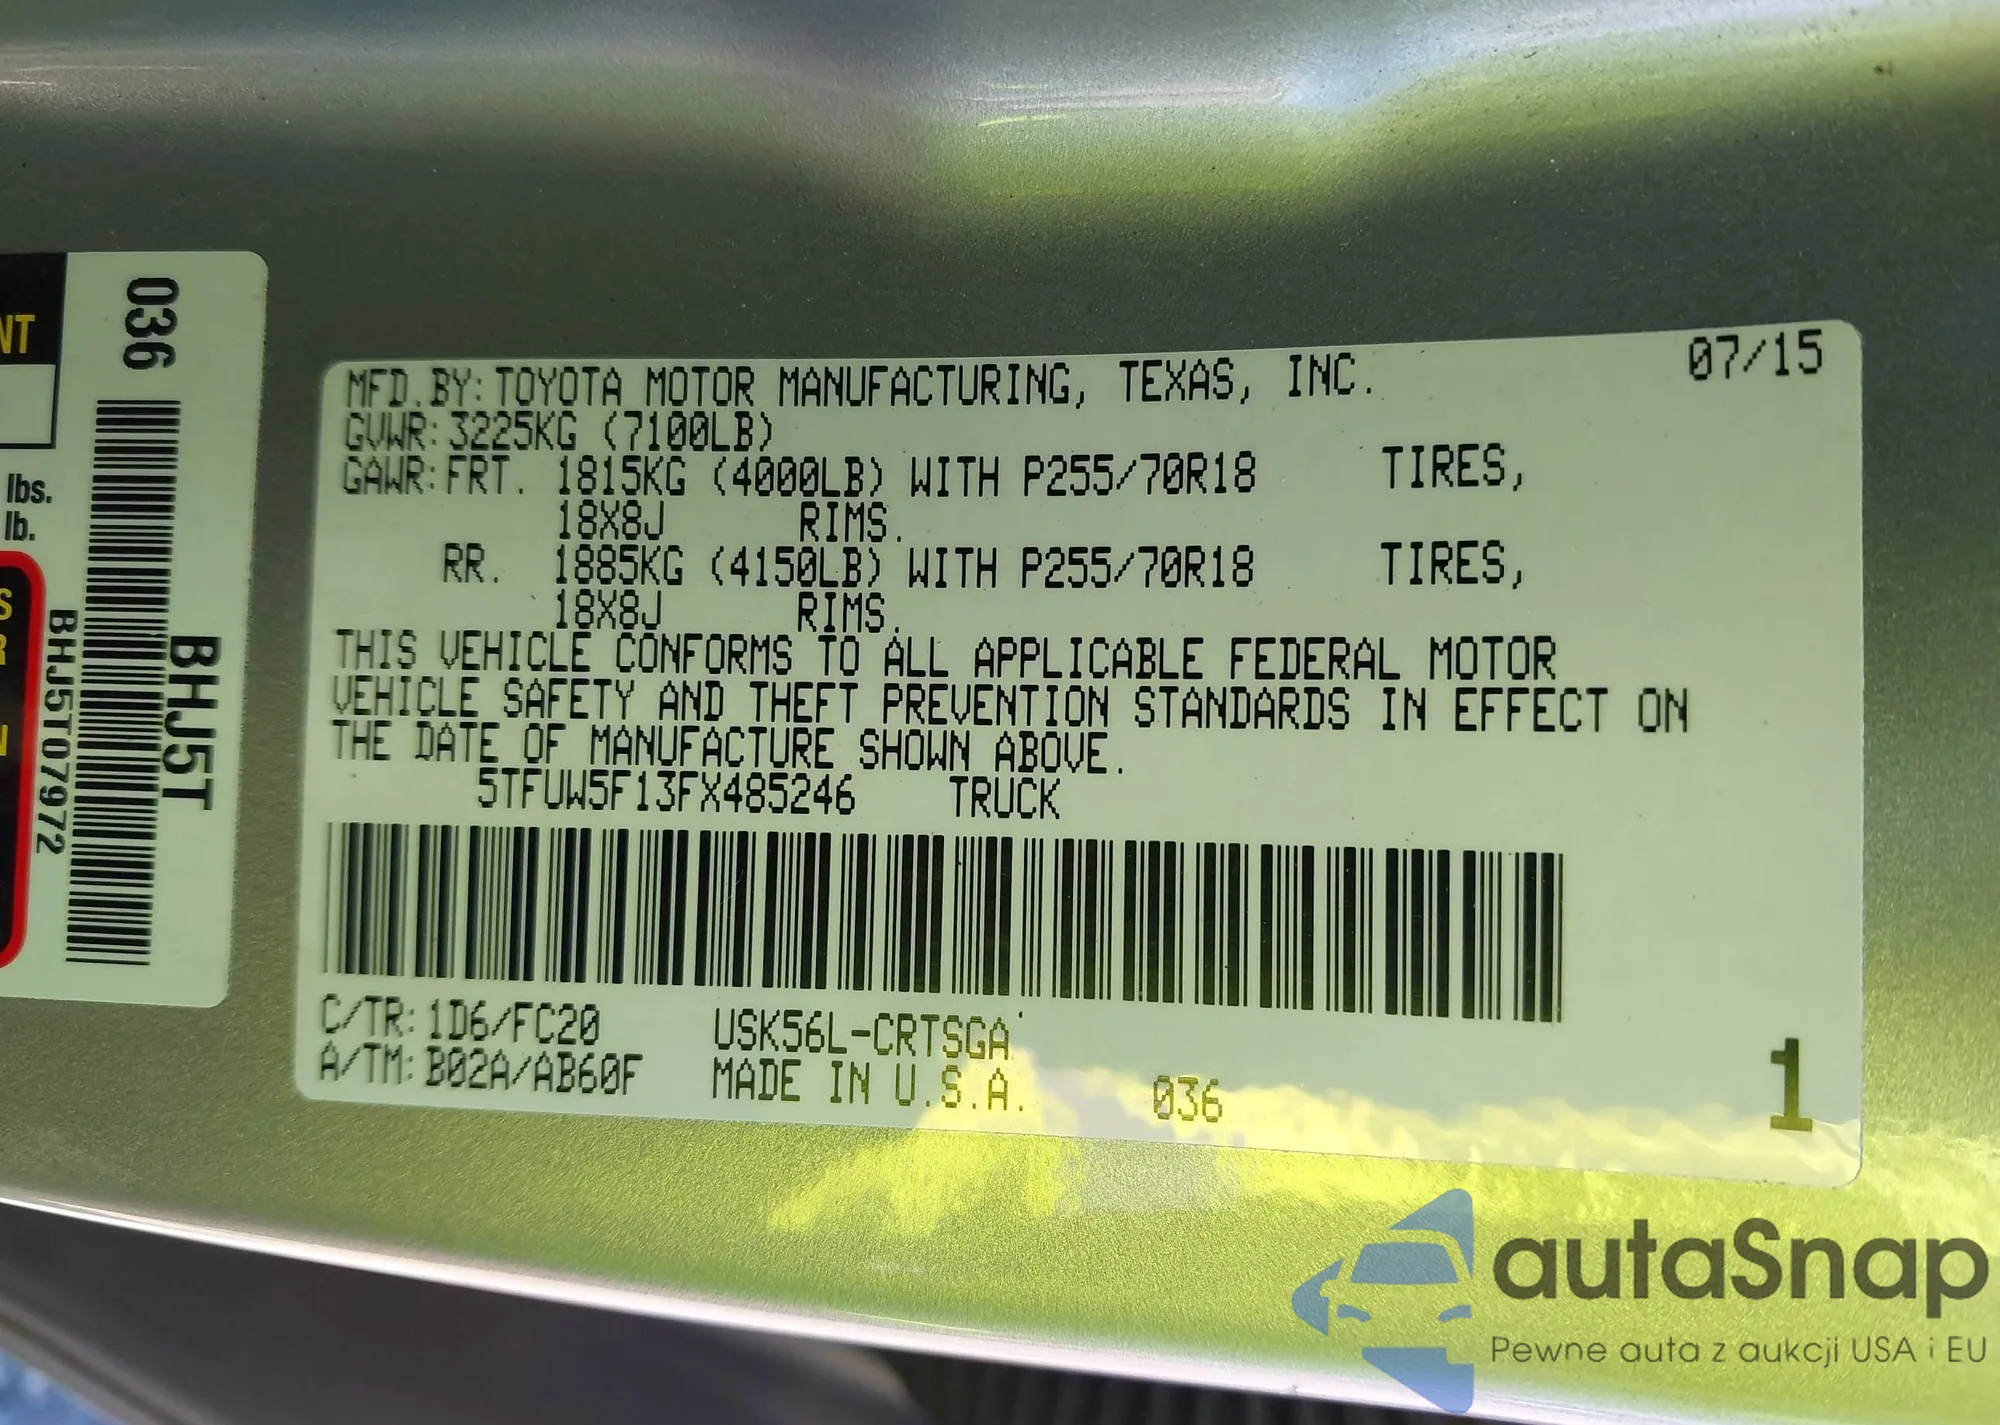 NT
lbs.
lb.
S
R
N
036
BHJ5T07972
BHJ5T
MFD.BY:TOYOTA MOTOR MANUFACTURING, TEXAS, INC. 07/15
GVWR:3225KG (7100LB)
GAWR:FRT. 1815KG (4000LB) WITH P255/70R18 TIRES,
18X8J RIMS.
RR. 1885KG (4150LB) WITH P255/70R18 TIRES,
18X8J RIMS.
THIS VEHICLE CONFORMS TO ALL APPLICABLE FEDERAL MOTOR
VEHICLE SAFETY AND THEFT PREVENTION STANDARDS IN EFFECT ON
THE DATE OF MANUFACTURE SHOWN ABOVE.
5TFUW5F13FX485246 TRUCK
C/TR:1D6/FC20 USK56L-CRTSGA
A/TM:B02A/AB60F MADE IN U.S.A. 036
1
autaSnap
Pewne auta z aukcji USA i EU